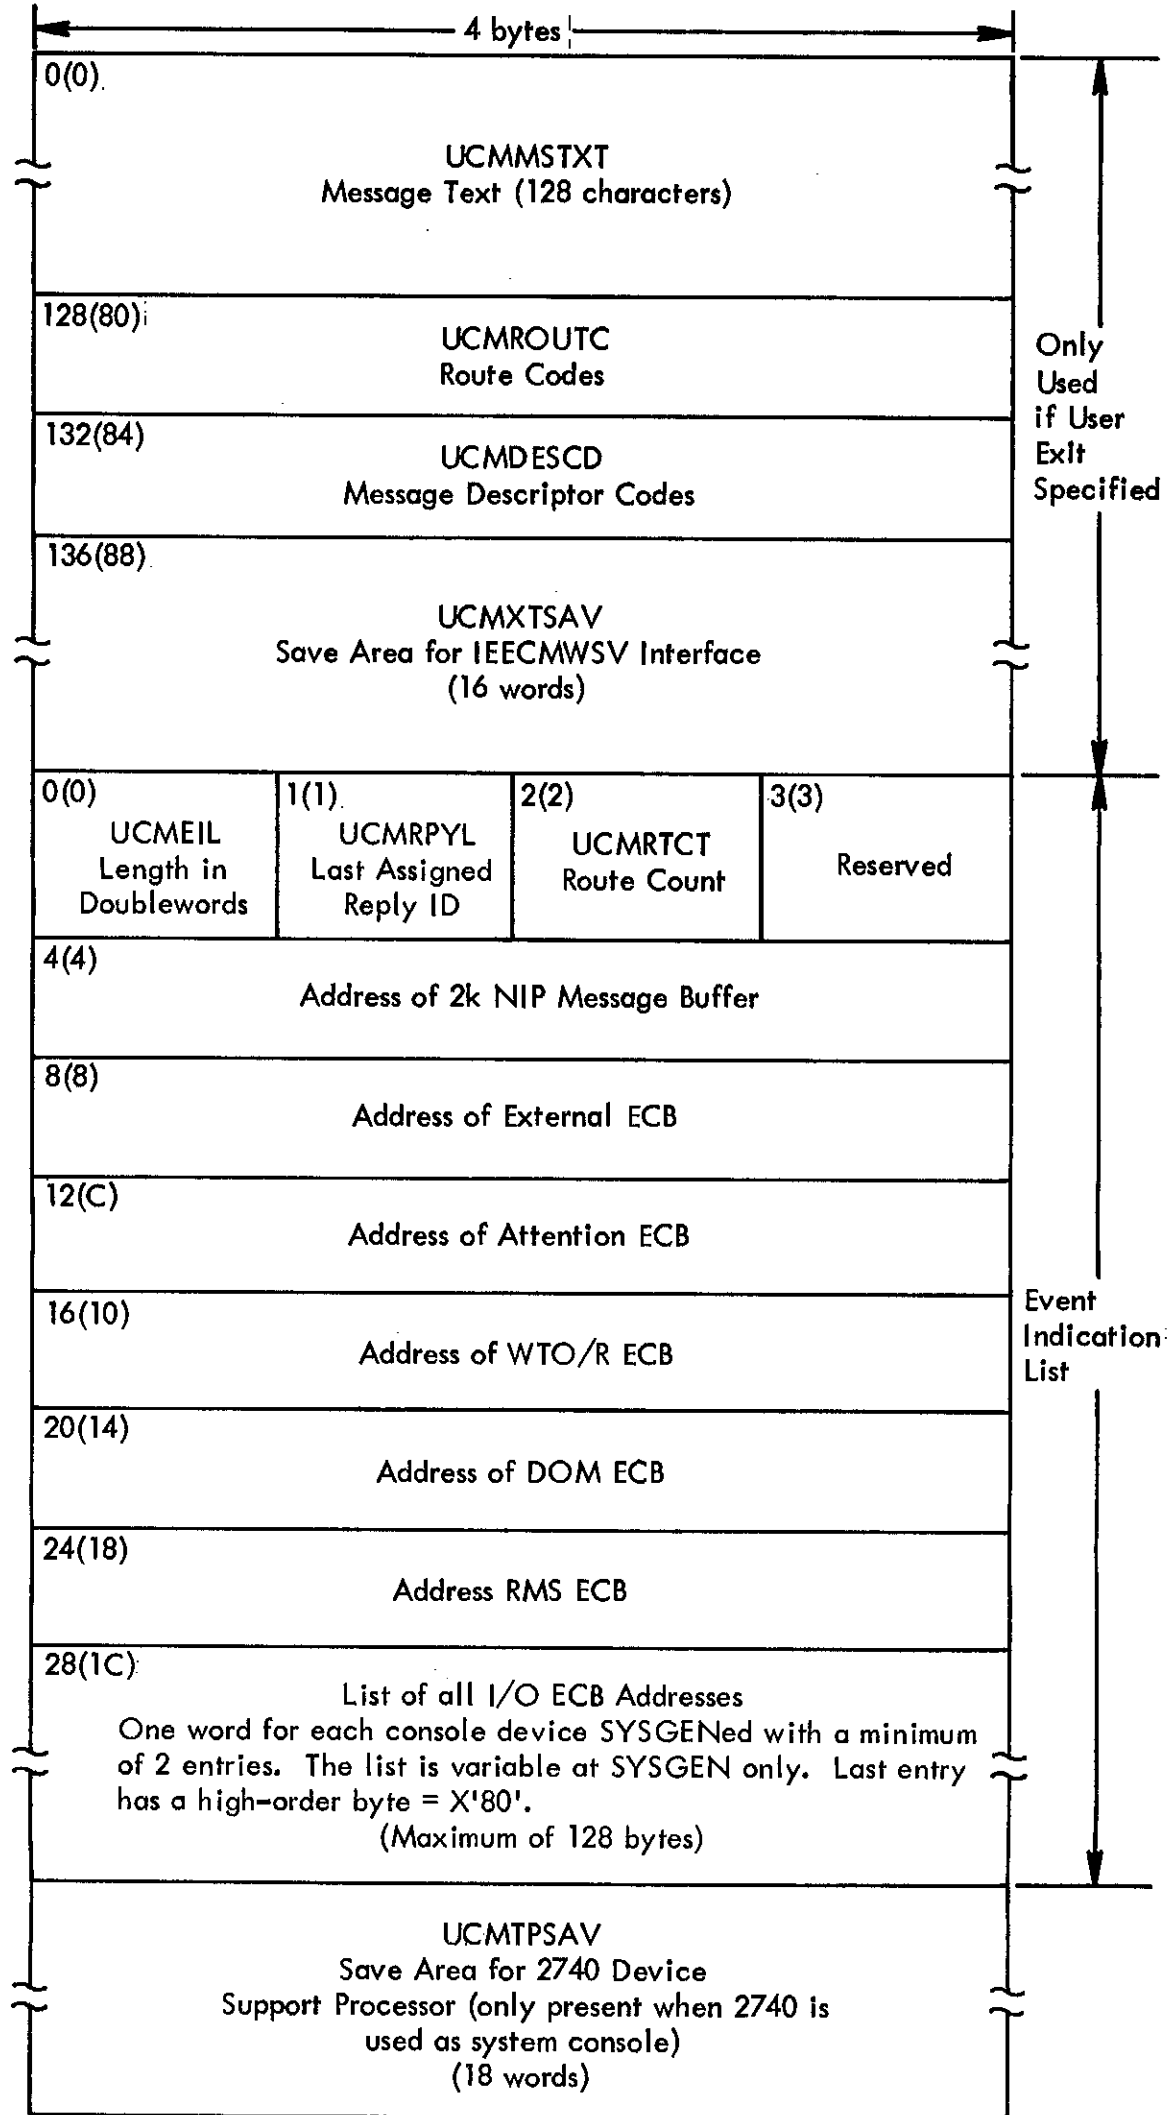 4 bytes
0(0)
UCMMSTXT
Message Text (128 characters)
128(80)
UCMROUTC
Route Codes
132(84)
UCMDESCD
Message Descriptor Codes
136(88)
UCMXTSAV
Save Area for IEECMWSV Interface
(16 words)
Only
Used
if User
Exit
Specified
0(0)
UCMEIL
Length in
Doublewords
1(1)
UCMRPYL
Last Assigned
Reply ID
2(2)
UCMRTCT
Route Count
3(3)
Reserved
4(4)
Address of 2k NIP Message Buffer
8(8)
Address of External ECB
12(C)
Address of Attention ECB
16(10)
Address of WTO/R ECB
20(14)
Address of DOM ECB
24(18)
Address RMS ECB
28(1C)
List of all I/O ECB Addresses
One word for each console device SYSGENed with a minimum
of 2 entries. The list is variable at SYSGEN only. Last entry
has a high-order byte = X'80'.
(Maximum of 128 bytes)
Event
Indication
List
UCMTPSAV
Save Area for 2740 Device
Support Processor (only present when 2740 is
used as system console)
(18 words)